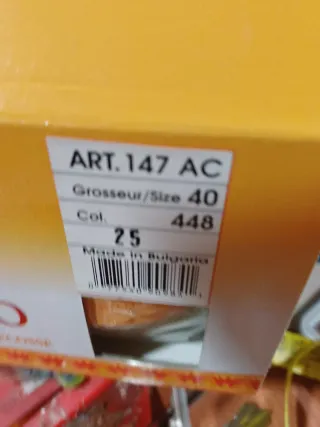 ART. 147 AC
Grosseur/Size 40
Col. 448
25
Made in Bulgaria